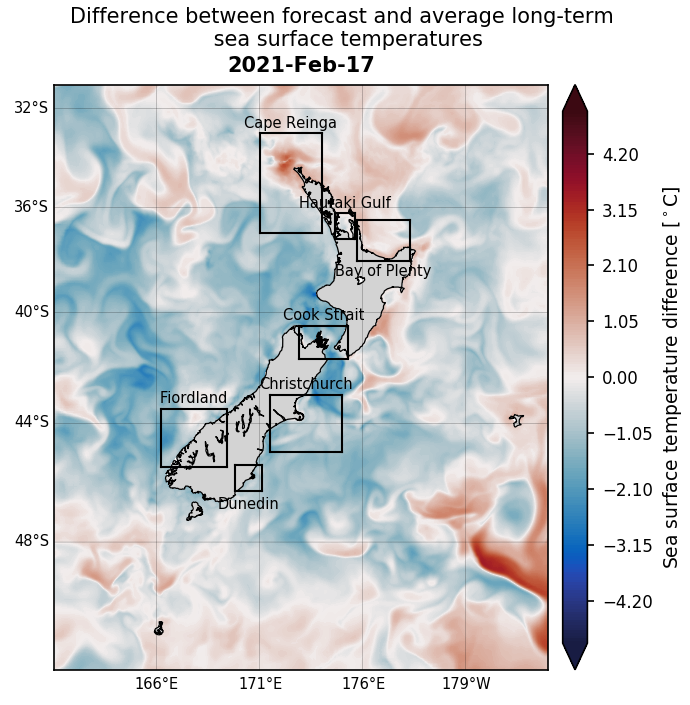 Difference between forecast and average long-term
sea surface temperatures
2021-Feb-17
32°S
36°S
40°S
44°S
48°S
166°E
171°E
176°E
179°W
Cape Reinga
Hauraki Gulf
Bay of Plenty
Cook Strait
Christchurch
Fiordland
Dunedin
4.20
3.15
2.10
1.05
0.00
−1.05
−2.10
−3.15
−4.20
Sea surface temperature difference [°C]